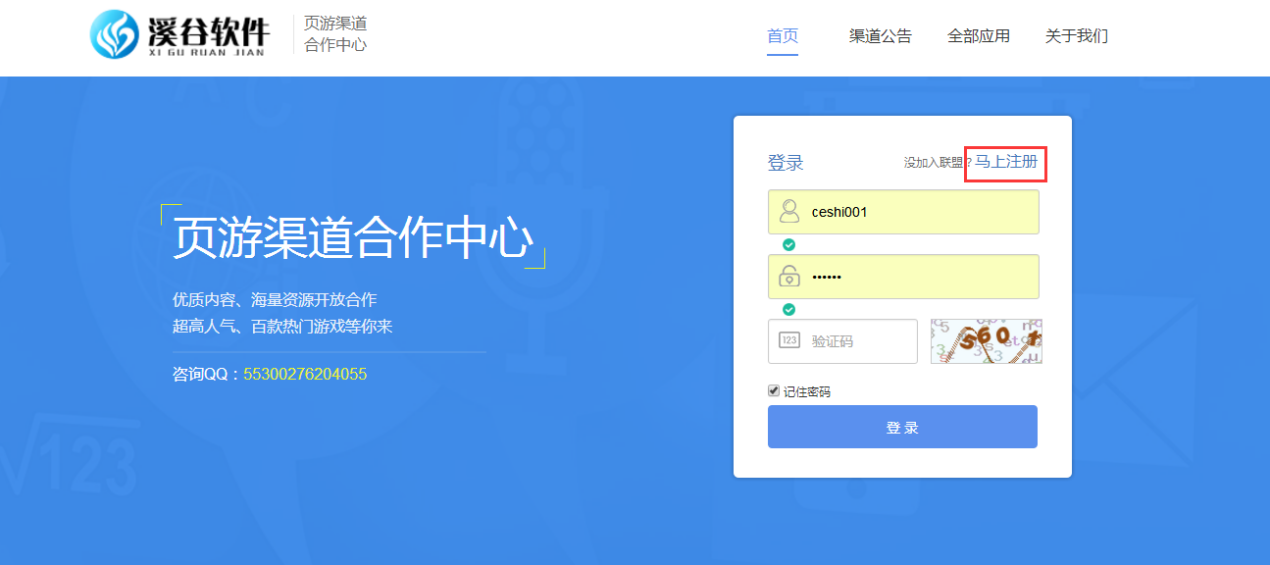 溪谷软件
XI GU RUAN JIAN
页游渠道
合作中心
首页
渠道公告
全部应用
关于我们
登录
没加入联盟？马上注册
ceshi001
••••••
123
验证码
记住密码
登 录
页游渠道合作中心
优质内容、海量资源开放合作
超高人气、百款热门游戏等你来
咨询QQ：55300276204055
√123